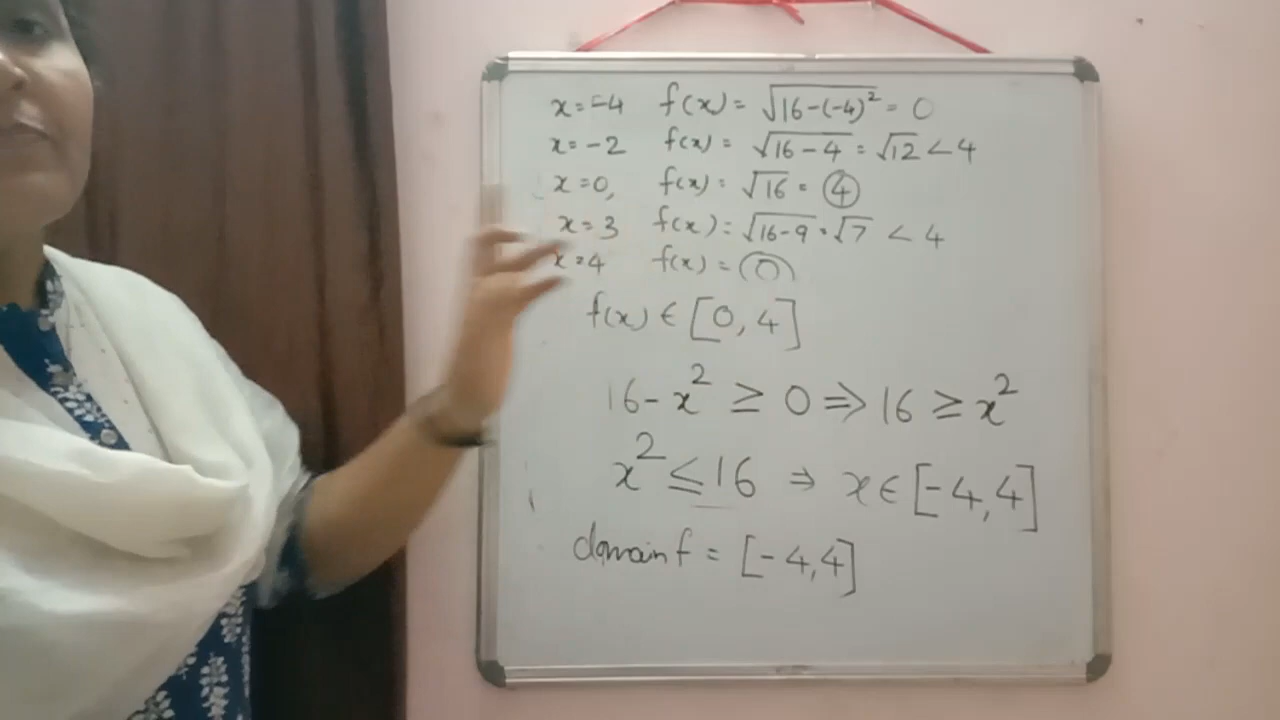 x=-4 f(x)= √16-(-4)² = 0
x=-2 f(x) = √16-4 = √12 < 4
x=0, f(x)= √16 = 4
x=3 f(x)= √16-9 = √7 < 4
x=4 f(x) = 0
f(x) ∈ [0,4]
16-x² ≥ 0 ⇒ 16 ≥ x²
x² ≤ 16 ⇒ x ∈ [-4,4]
domain f = [-4,4]